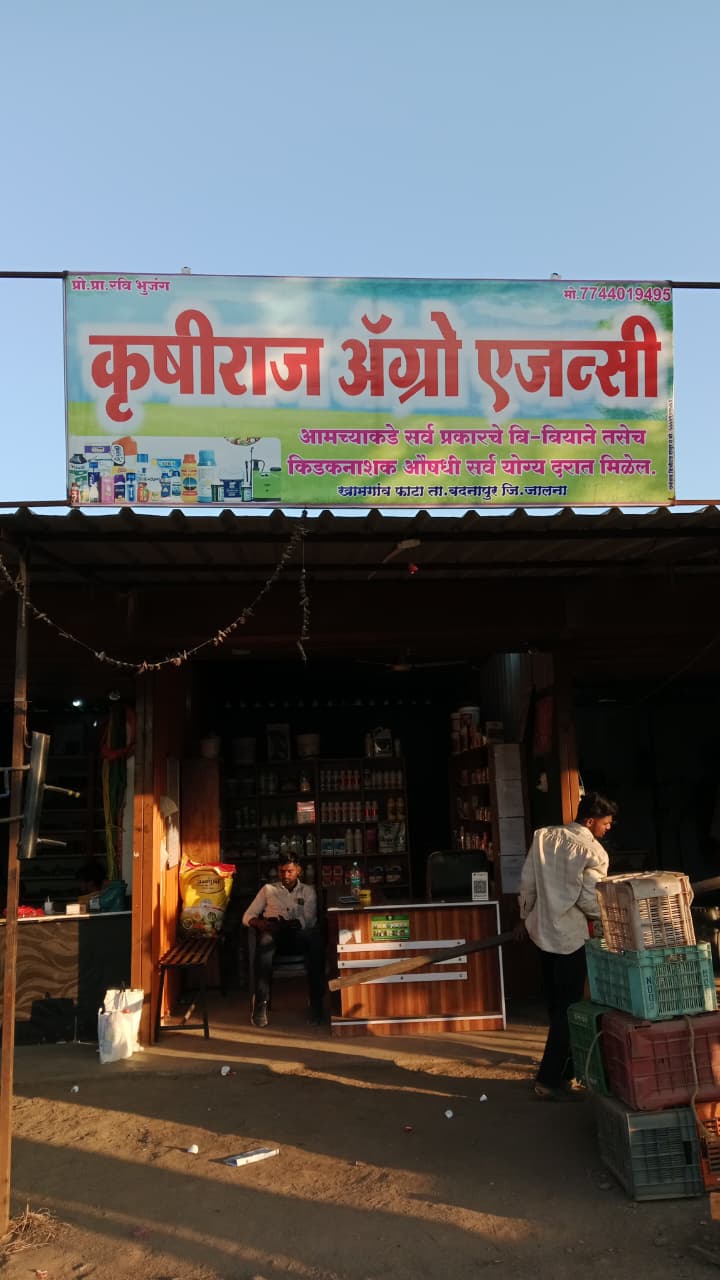 प्रो.प्रा.रवि भुजंग
मो.7744019495
कृषीराज ॲग्रो एजन्सी
आमच्याकडे सर्व प्रकारचे बि-बियाने तसेच
किडकनाशक औषधी सर्व योग्य दरात मिळेल.
खामगांव फाटा ता.बदनापुर जि.जालना